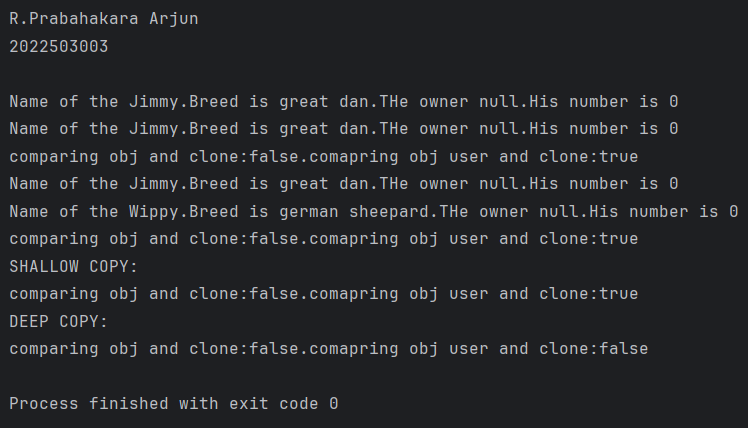 R.Prabahakara Arjun
2022503003
Name of the Jimmy.Breed is great dan.THe owner null.His number is 0
Name of the Jimmy.Breed is great dan.THe owner null.His number is 0
comparing obj and clone:false.comapring obj user and clone:true
Name of the Jimmy.Breed is great dan.THe owner null.His number is 0
Name of the Wippy.Breed is german sheepard.THe owner null.His number is 0
comparing obj and clone:false.comapring obj user and clone:true
SHALLOW COPY:
comparing obj and clone:false.comapring obj user and clone:true
DEEP COPY:
comparing obj and clone:false.comapring obj user and clone:false
Process finished with exit code 0